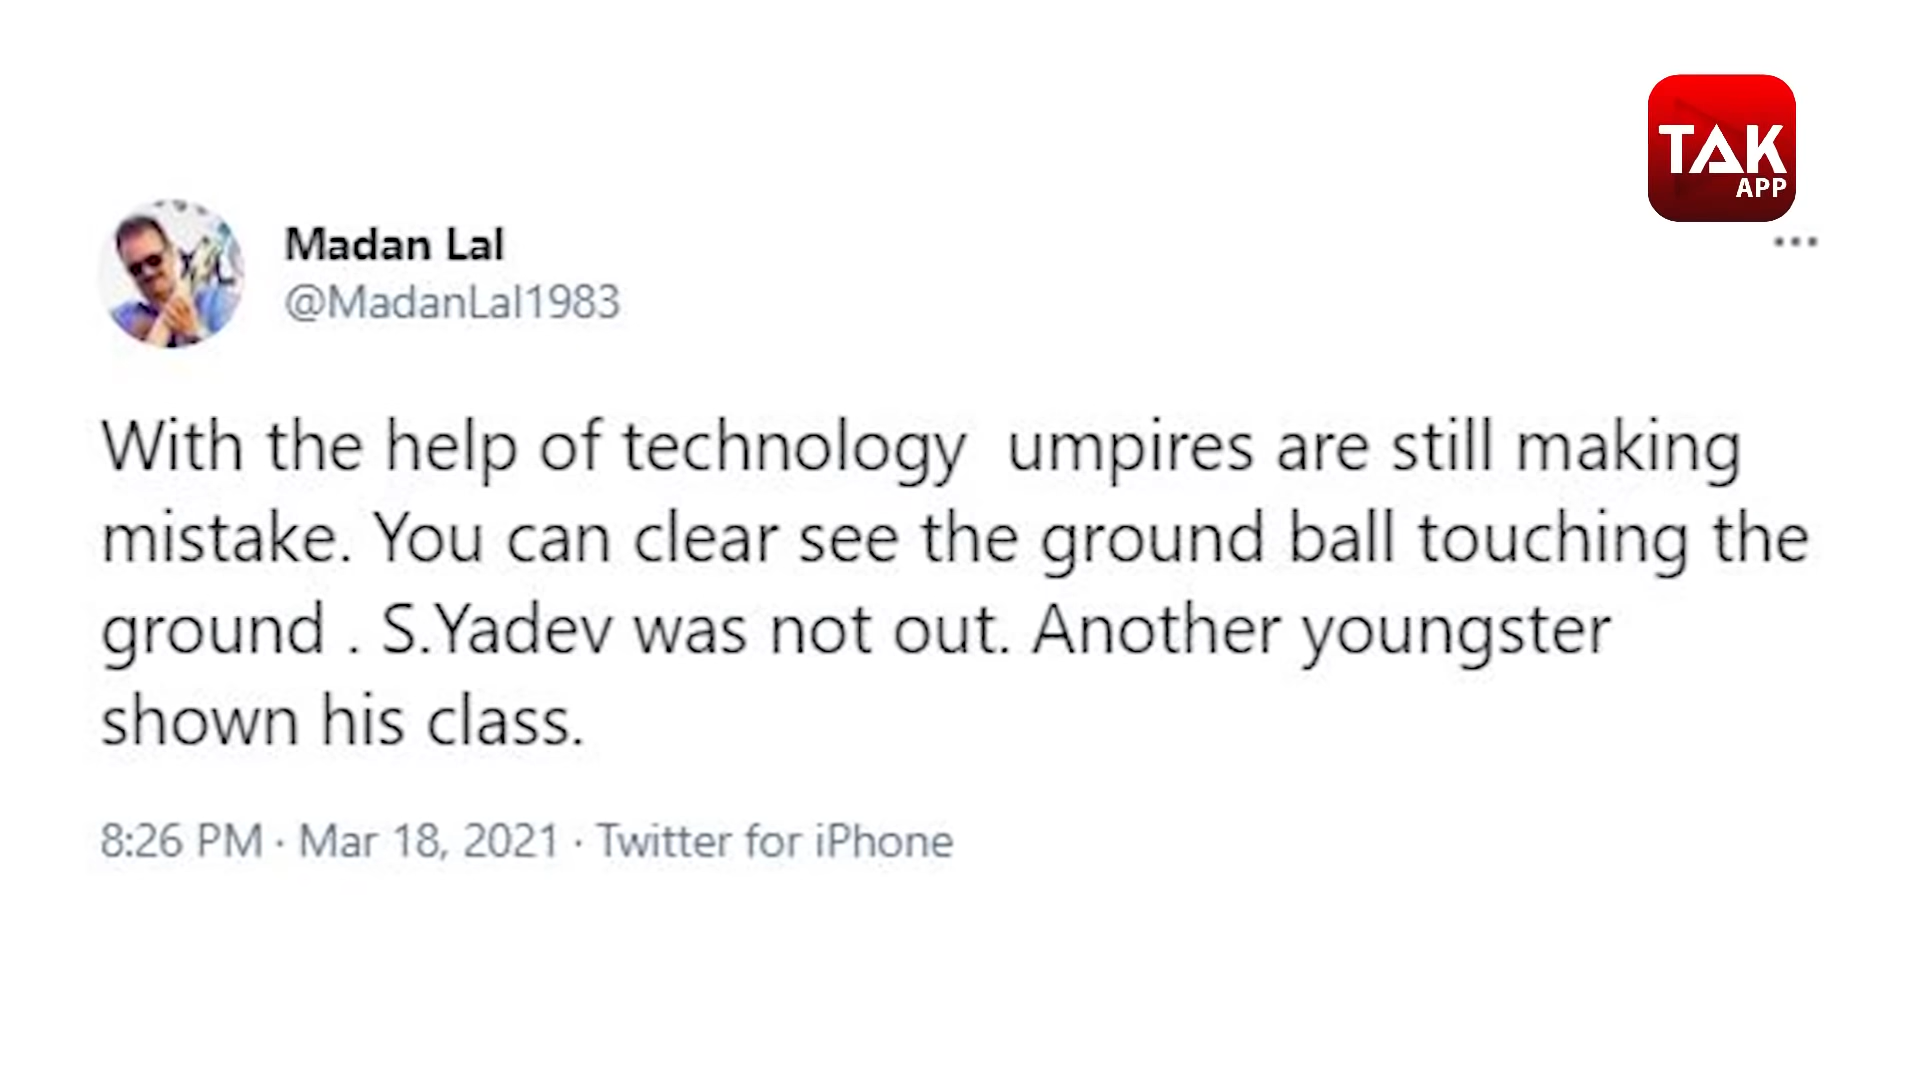 TAK
APP
Madan Lal
@MadanLal1983
With the help of technology  umpires are still making
mistake. You can clear see the ground ball touching the
ground . S.Yadev was not out. Another youngster
shown his class.
8:26 PM · Mar 18, 2021 · Twitter for iPhone